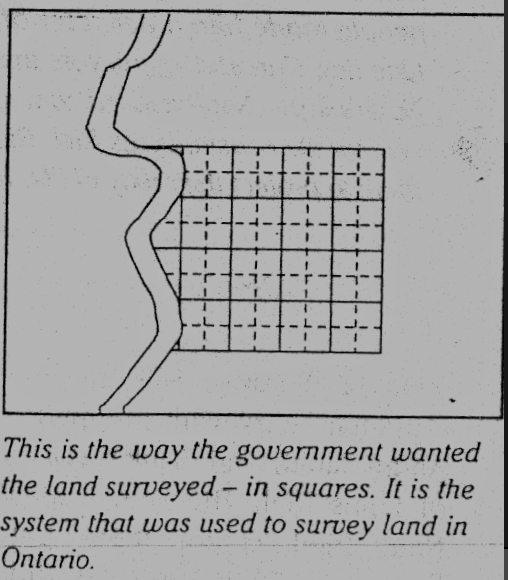 This is the way the government wanted
the land surveyed – in squares. It is the
system that was used to survey land in
Ontario.